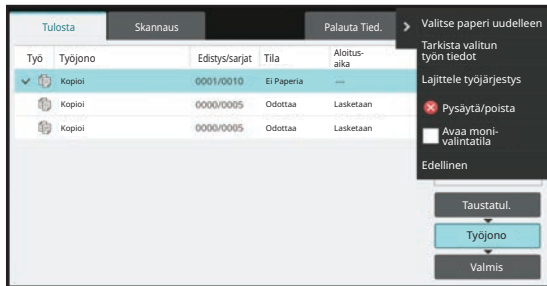 Tulosta
Skannaus
Palauta Tied.
Valitse paperi uudelleen
Tarkista valitun
työn tiedot
Lajittele työjärjestys
Pysäytä/poista
Avaa moni-
valintatila
Edellinen
Työ Työjono Edistys/sarjat Tila Aloitus-
aika
Kopioi 0001/0010 Ei Paperia ---
Kopioi 0000/0005 Odottaa Lasketaan
Kopioi 0000/0005 Odottaa Lasketaan
Taustatul.
Työjono
Valmis